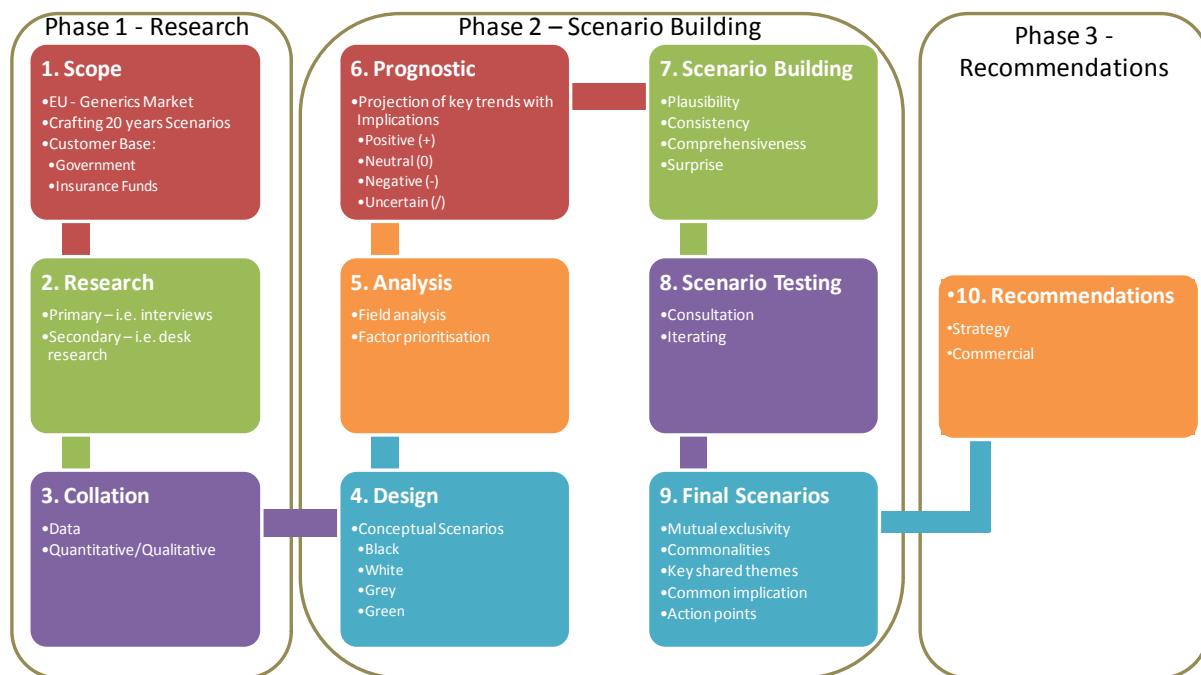 Phase 1 - Research
1. Scope
•EU - Generics Market
•Crafting 20 years Scenarios
•Customer Base:
•Government
•Insurance Funds
2. Research
•Primary – i.e. interviews
•Secondary – i.e. desk
research
3. Collation
•Data
•Quantitative/Qualitative
Phase 2 – Scenario Building
4. Design
•Conceptual Scenarios
•Black
•White
•Grey
•Green
5. Analysis
•Field analysis
•Factor prioritisation
6. Prognostic
•Projection of key trends with
Implications
•Positive (+)
•Neutral (0)
•Negative (-)
•Uncertain (/)
7. Scenario Building
•Plausibility
•Consistency
•Comprehensiveness
•Surprise
8. Scenario Testing
•Consultation
•Iterating
9. Final Scenarios
•Mutual exclusivity
•Commonalities
•Key shared themes
•Common implication
•Action points
Phase 3 -
Recommendations
•10. Recommendations
•Strategy
•Commercial